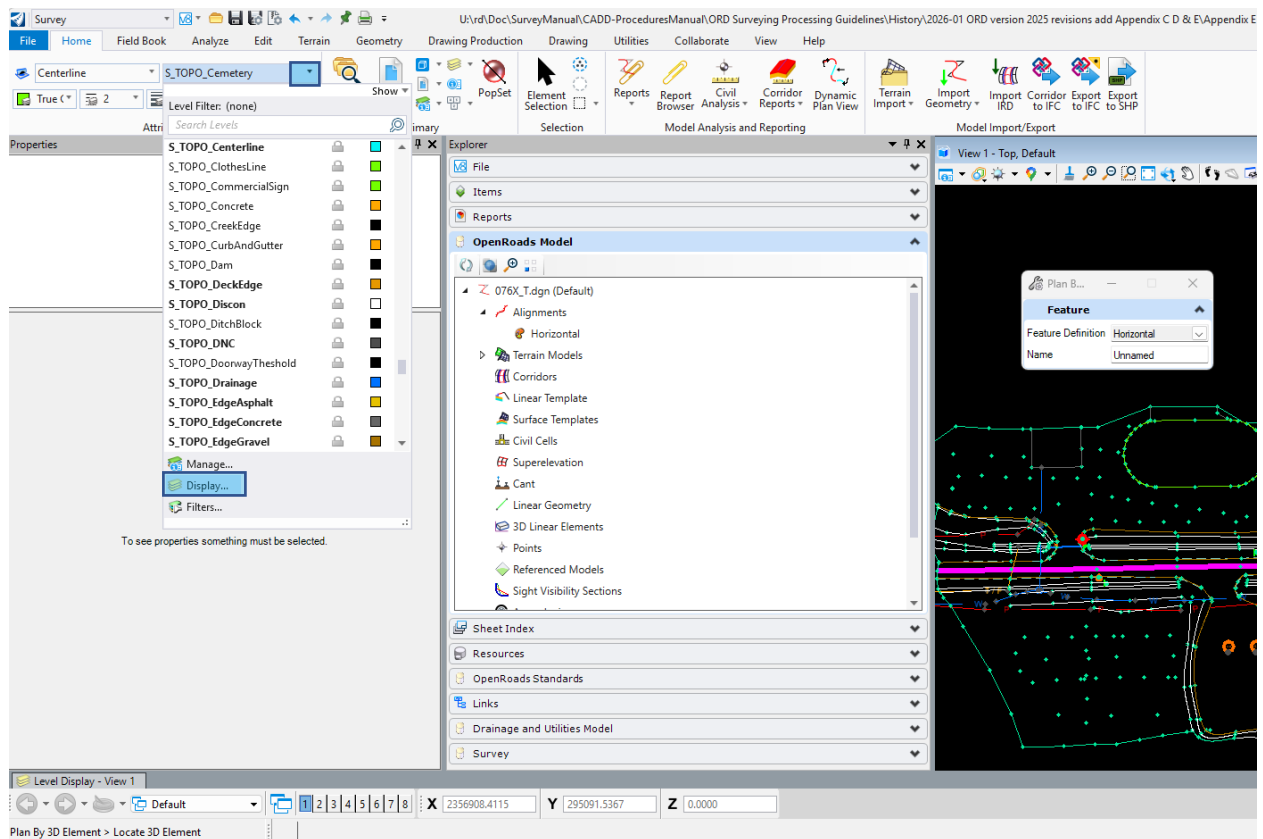 Survey
U:\rd\Doc\SurveyManual\CADD-ProceduresManual\ORD Surveying Processing Guidelines\History\2026-01 ORD version 2025 revisions add Appendix C D & E\Appendix E
File Home Field Book Analyze Edit Terrain Geometry Drawing Production Drawing Utilities Collaborate View Help
Centerline S_TOPO_Cemetery
True ( 2
Show PopSet Element Selection Reports Report Browser Civil Analysis Corridor Reports Dynamic Plan View Terrain Import Import Geometry Import IRD Corridor to IFC Export to IFC Export to SHP
Attri imary Selection Model Analysis and Reporting Model Import/Export
Level Filter: (none)
Search Levels
S_TOPO_Centerline
S_TOPO_ClothesLine
S_TOPO_CommercialSign
S_TOPO_Concrete
S_TOPO_CreekEdge
S_TOPO_CurbAndGutter
S_TOPO_Dam
S_TOPO_DeckEdge
S_TOPO_Discon
S_TOPO_DitchBlock
S_TOPO_DNC
S_TOPO_DoorwayTheshold
S_TOPO_Drainage
S_TOPO_EdgeAsphalt
S_TOPO_EdgeConcrete
S_TOPO_EdgeGravel
Manage...
Display...
Filters...
Properties
To see properties something must be selected.
Explorer
File
Items
Reports
OpenRoads Model
076X_T.dgn (Default)
Alignments
Horizontal
Terrain Models
Corridors
Linear Template
Surface Templates
Civil Cells
Superelevation
Cant
Linear Geometry
3D Linear Elements
Points
Referenced Models
Sight Visibility Sections
Sheet Index
Resources
OpenRoads Standards
Links
Drainage and Utilities Model
Survey
View 1 - Top, Default
Plan B...
Feature
Feature Definition Horizontal
Name Unnamed
Level Display - View 1
Default 1 2 3 4 5 6 7 8 X 2356908.4115 Y 295091.5367 Z 0.0000
Plan By 3D Element > Locate 3D Element